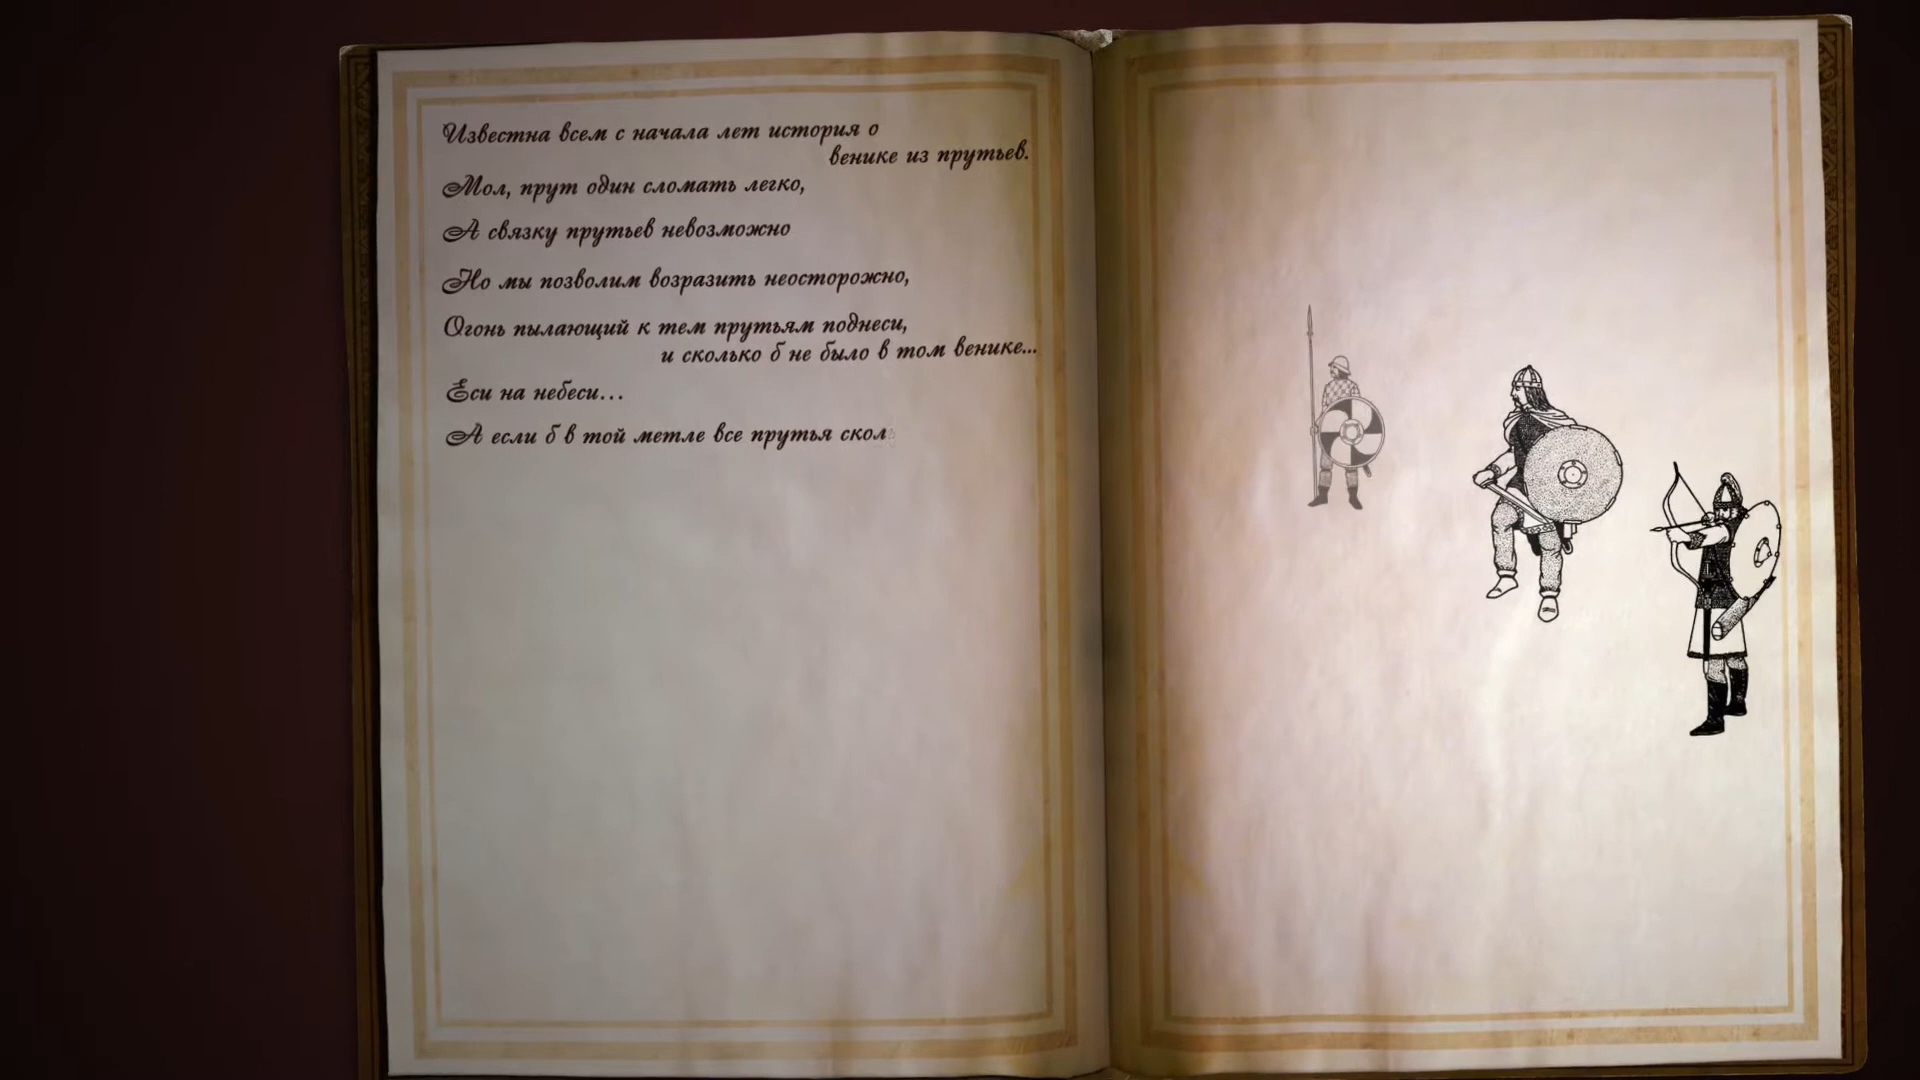 Известна всем с начала лет история о
венике из прутьев.
Мол, прут один сломать легко,
А связку прутьев невозможно
Но мы позволим возразить неосторожно,
Огонь пылающий к тем прутьям поднеси,
и сколько б не было в том венике...
Еси на небеси...
А если б в той метле все прутья скол